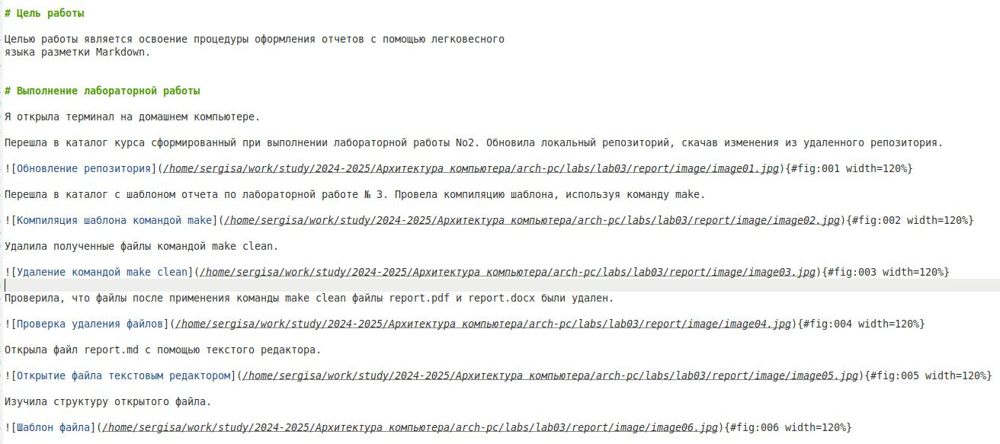 # Цель работы
Целью работы является освоение процедуры оформления отчетов с помощью легковесного
языка разметки Markdown.
# Выполнение лабораторной работы
Я открыла терминал на домашнем компьютере.
Перешла в каталог курса сформированный при выполнении лабораторной работы No2. Обновила локальный репозиторий, скачав изменения из удаленного репозитория.
![Обновление репозитория](/home/sergisa/work/study/2024-2025/Архитектура компьютера/arch-pc/labs/lab03/report/image/image01.jpg){#fig:001 width=120%}
Перешла в каталог с шаблоном отчета по лабораторной работе № 3. Провела компиляцию шаблона, используя команду make.
![Компиляция шаблона командой make](/home/sergisa/work/study/2024-2025/Архитектура компьютера/arch-pc/labs/lab03/report/image/image02.jpg){#fig:002 width=120%}
Удалила полученные файлы командой make clean.
![Удаление командой make clean](/home/sergisa/work/study/2024-2025/Архитектура компьютера/arch-pc/labs/lab03/report/image/image03.jpg){#fig:003 width=120%}
Проверила, что файлы после применения команды make clean файлы report.pdf и report.docx были удален.
![Проверка удаления файлов](/home/sergisa/work/study/2024-2025/Архитектура компьютера/arch-pc/labs/lab03/report/image/image04.jpg){#fig:004 width=120%}
Открыла файл report.md с помощью текстого редактора.
![Открытие файла текстовым редактором](/home/sergisa/work/study/2024-2025/Архитектура компьютера/arch-pc/labs/lab03/report/image/image05.jpg){#fig:005 width=120%}
Изучила структуру открытого файла.
![Шаблон файла](/home/sergisa/work/study/2024-2025/Архитектура компьютера/arch-pc/labs/lab03/report/image/image06.jpg){#fig:006 width=120%}